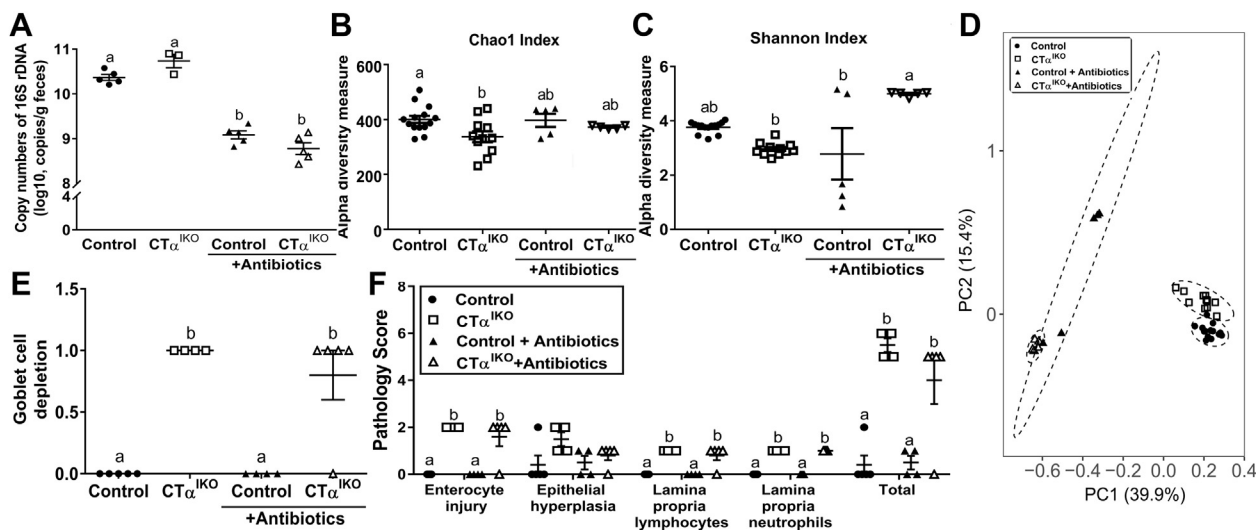 A
Copy numbers of 16S rDNA
(log10, copies/g feces)
11
10
9
8
4
0
a
a
b
b
Control
CTα^IKO
Control
CTα^IKO
+Antibiotics
B
Chao1 Index
Alpha diversity measure
600
400
200
0
a
b
ab
ab
Control
CTα^IKO
Control
CTα^IKO
+Antibiotics
C
Shannon Index
Alpha diversity measure
6
4
2
0
ab
b
b
a
Control
CTα^IKO
Control
CTα^IKO
+Antibiotics
D
Control
CTα^IKO
Control + Antibiotics
CTα^IKO+Antibiotics
PC2 (15.4%)
1
0
−0.6
−0.4
−0.2
0.0
0.2
0.4
PC1 (39.9%)
E
Goblet cell
depletion
1.5
1.0
0.5
0.0
a
b
a
b
Control
CTα^IKO
Control
CTα^IKO
+Antibiotics
F
Pathology Score
8
6
4
2
0
Control
CTα^IKO
Control + Antibiotics
CTα^IKO+Antibiotics
a
b
a
b
a
b
a
b
a
b
a
b
a
b
a
b
Enterocyte
injury
Epithelial
hyperplasia
Lamina
propria
lymphocytes
Lamina
propria
neutrophils
Total